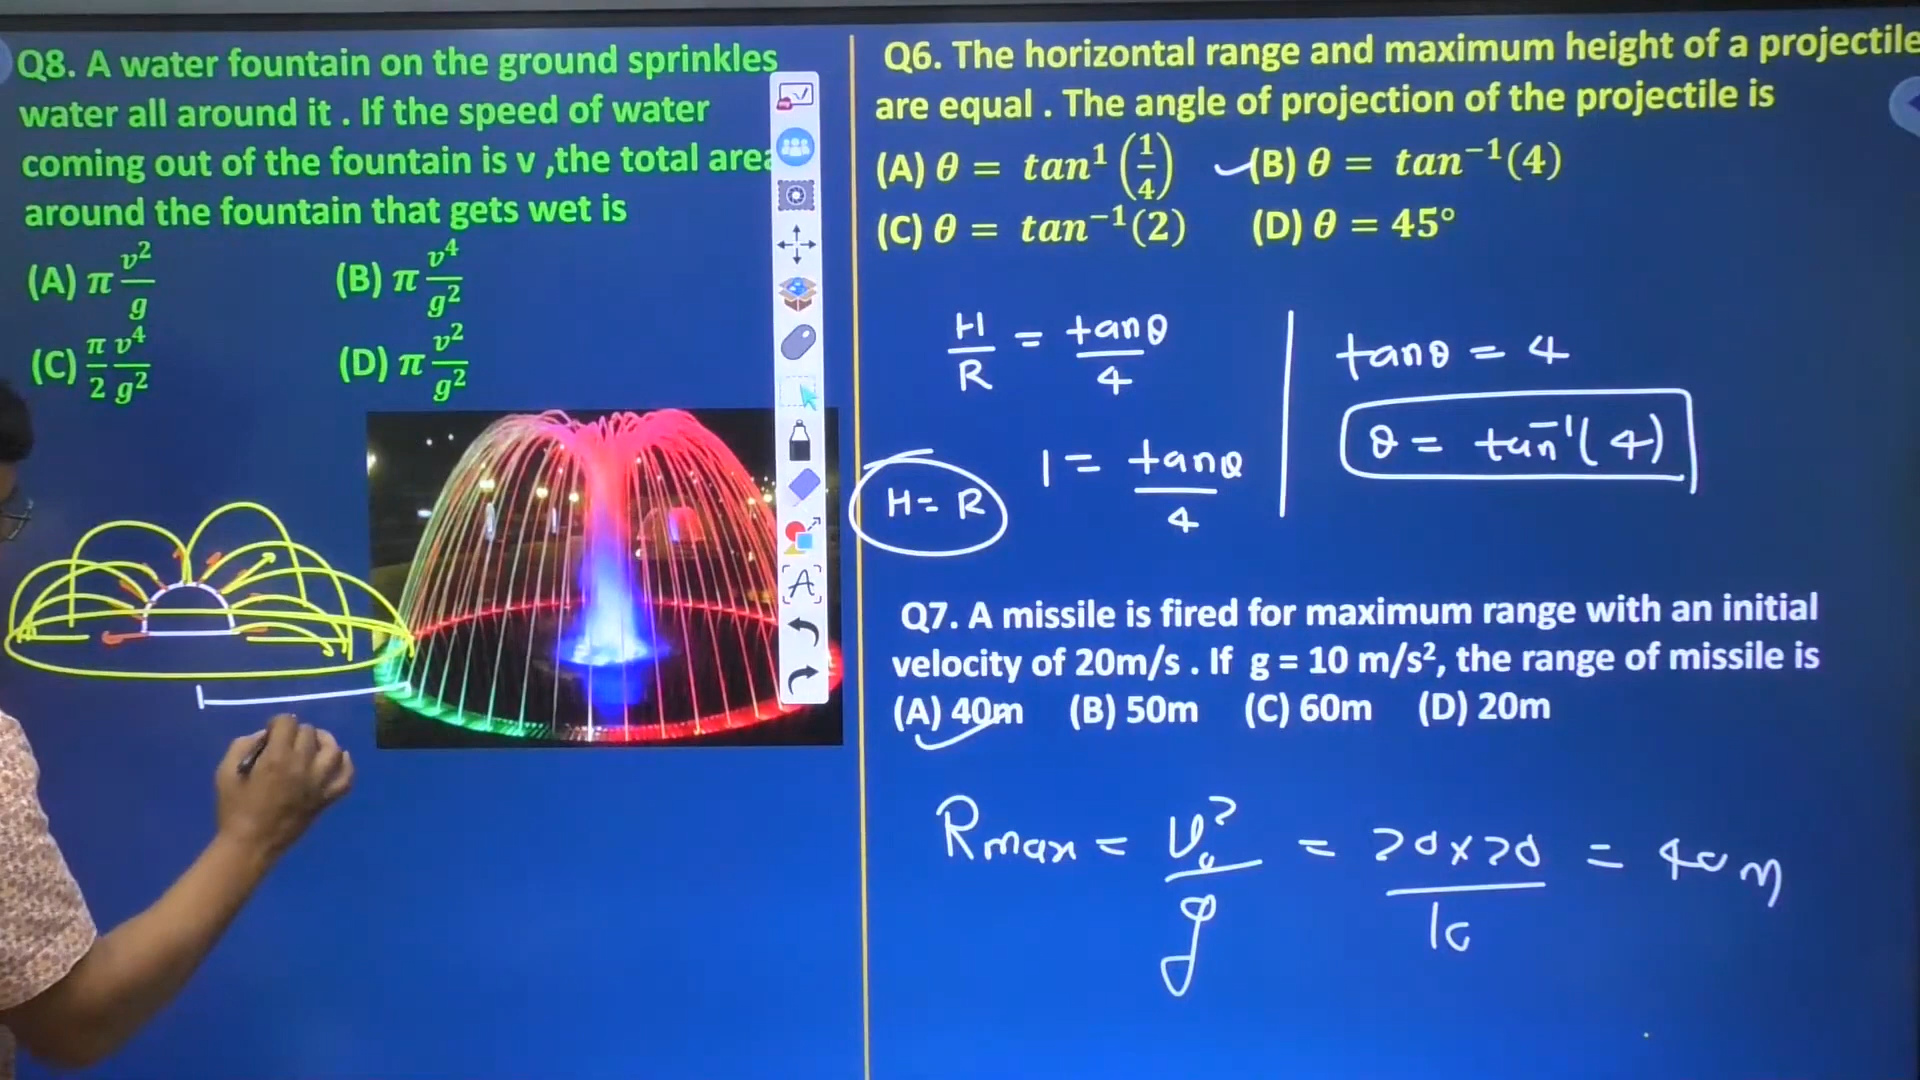 Q8. A water fountain on the ground sprinkles
water all around it . If the speed of water
coming out of the fountain is v ,the total area
around the fountain that gets wet is
(A) π v²/g (B) π v⁴/g²
(C) π/2 v⁴/g² (D) π v²/g²
Q6. The horizontal range and maximum height of a projectile
are equal . The angle of projection of the projectile is
(A) θ = tan¹ (1/4) (B) θ = tan⁻¹(4)
(C) θ = tan⁻¹(2) (D) θ = 45°
H/R = tanθ/4
H = R
1 = tanθ/4
tanθ = 4
θ = tan⁻¹(4)
Q7. A missile is fired for maximum range with an initial
velocity of 20m/s . If g = 10 m/s², the range of missile is
(A) 40m (B) 50m (C) 60m (D) 20m
Rmax = v₀²/g = 20x20/10 = 40 m
A